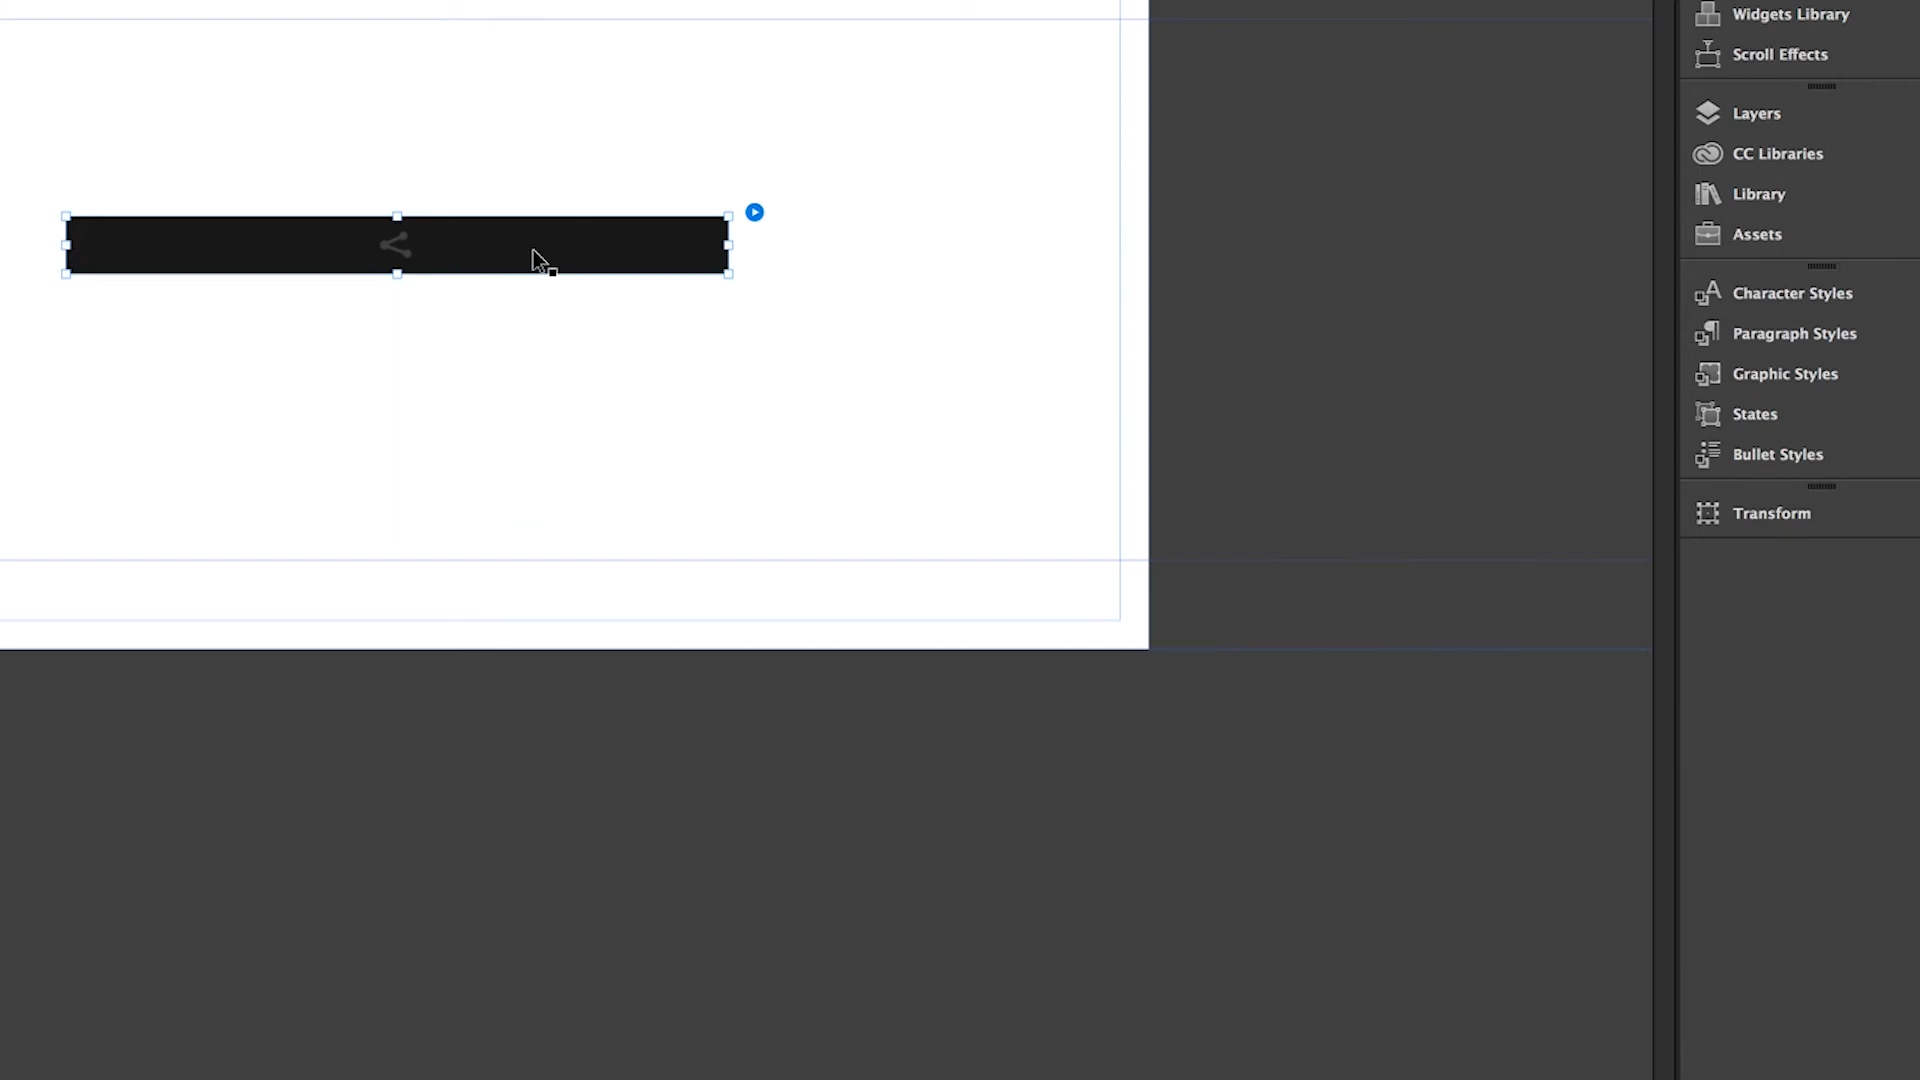 Widgets Library
Scroll Effects
Layers
CC Libraries
Library
Assets
Character Styles
Paragraph Styles
Graphic Styles
States
Bullet Styles
Transform